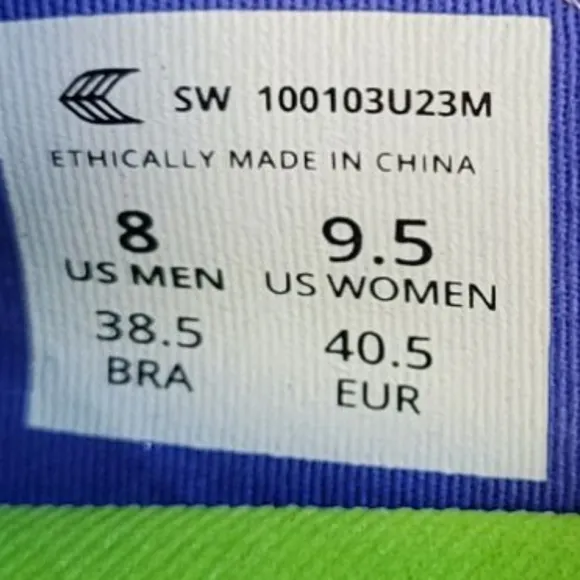 SW 100103U23M
ETHICALLY MADE IN CHINA
8 9.5
US MEN US WOMEN
38.5 40.5
BRA EUR